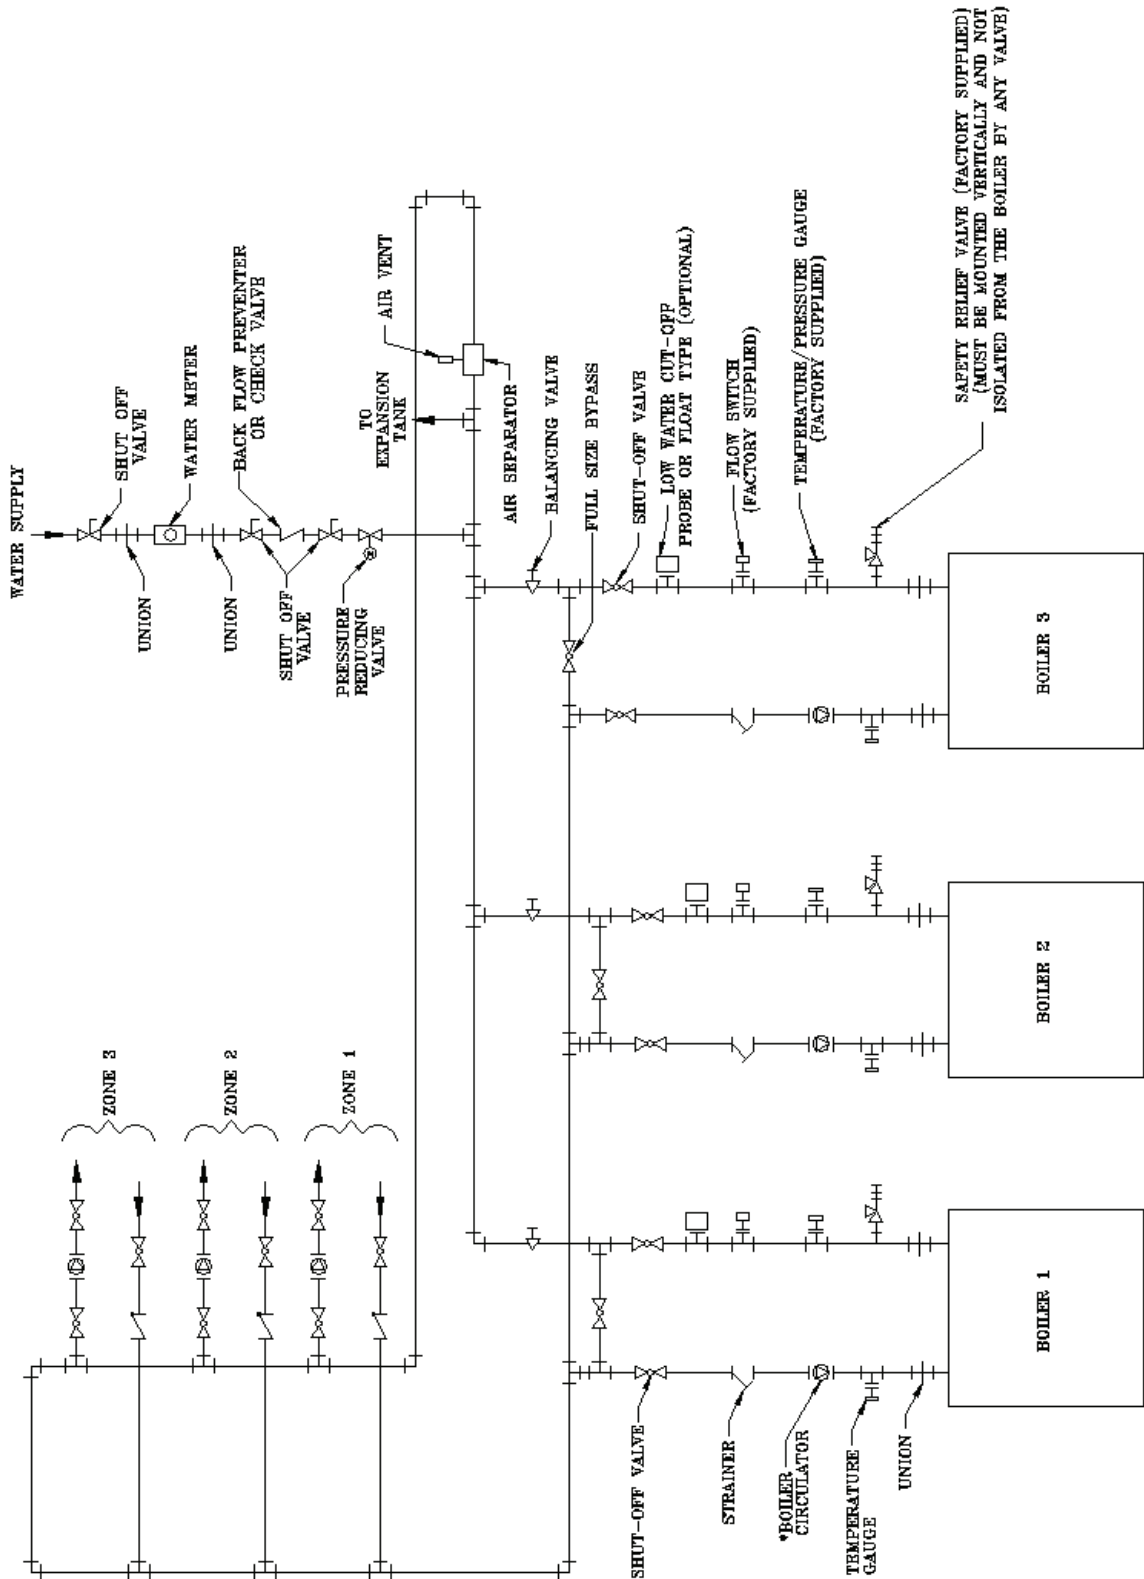 WATER SUPPLY
SHUT OFF
VALVE
WATER METER
BACK FLOW PREVENTER
OR CHECK VALVE
UNION
UNION
SHUT OFF
VALVE
PRESSURE
REDUCING
VALVE
TO
EXPANSION
TANK
AIR VENT
AIR SEPARATOR
BALANCING VALVE
FULL SIZE BYPASS
SHUT-OFF VALVE
LOW WATER CUT-OFF
PROBE OR FLOAT TYPE (OPTIONAL)
FLOW SWITCH
(FACTORY SUPPLIED)
TEMPERATURE/PRESSURE GAUGE
(FACTORY SUPPLIED)
SAFETY RELIEF VALVE (FACTORY SUPPLIED)
(MUST BE MOUNTED VERTICALLY AND NOT
ISOLATED FROM THE BOILER BY ANY VALVE)
ZONE 3
ZONE 2
ZONE 1
BOILER 3
BOILER 2
BOILER 1
SHUT-OFF VALVE
STRAINER
*BOILER
CIRCULATOR
TEMPERATURE
GAUGE
UNION